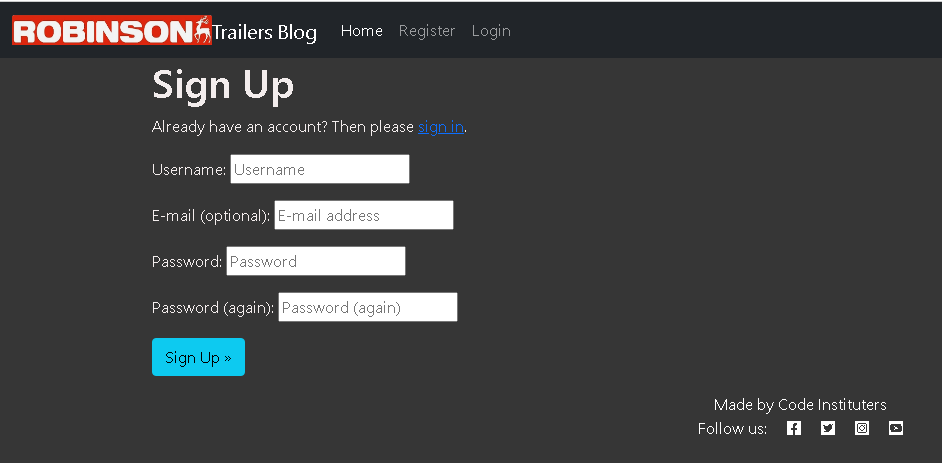 ROBINSON Trailers Blog Home Register Login
Sign Up
Already have an account? Then please sign in.
Username: Username
E-mail (optional): E-mail address
Password: Password
Password (again): Password (again)
Sign Up »
Made by Code Instituters
Follow us: